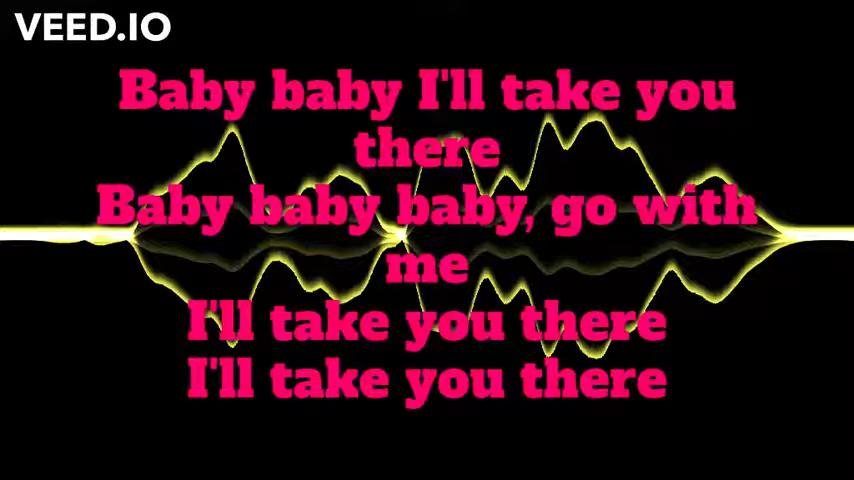 VEED.IO
Baby baby I'll take you
there
Baby baby baby, go with
me
I'll take you there
I'll take you there